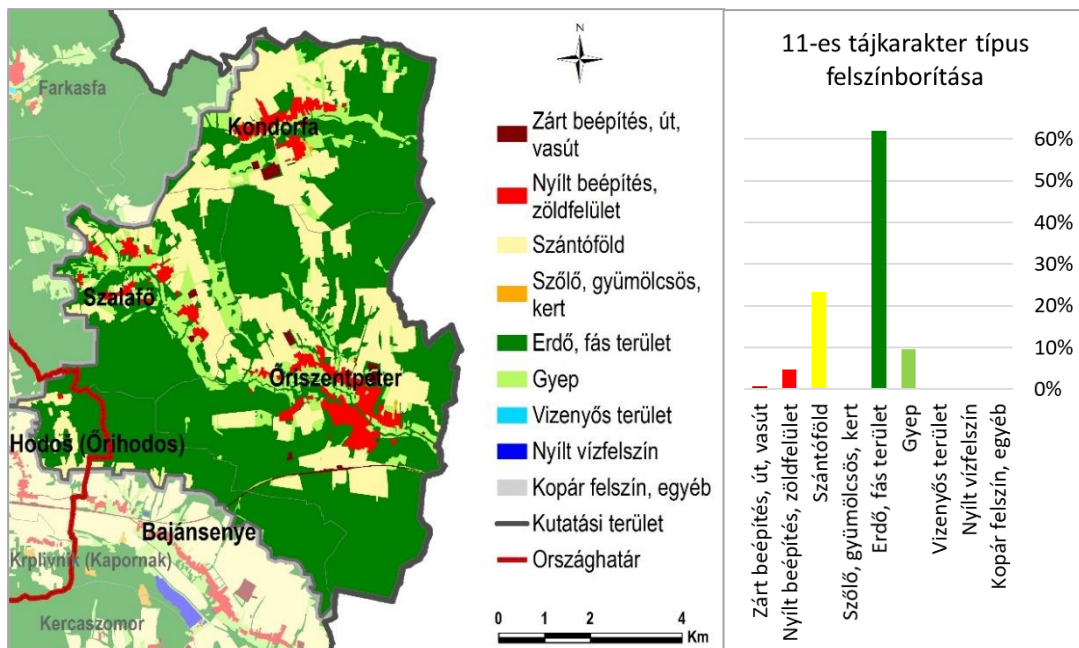 Farkasfa
Kondorfa
Szalafő
Őriszentpéter
Hodoš (Őrihodos)
Bajánsenye
Krplivnik (Kapornak)
Kercaszomor
N
Zárt beépítés, út,
vasút
Nyílt beépítés,
zöldfelület
Szántóföld
Szőlő, gyümölcsös,
kert
Erdő, fás terület
Gyep
Vizenyős terület
Nyílt vízfelszín
Kopár felszín, egyéb
Kutatási terület
Országhatár
0 1 2 4
Km
11-es tájkarakter típus
felszínborítása
60%
50%
40%
30%
20%
10%
0%
Zárt beépítés, út, vasút
Nyílt beépítés, zöldfelület
Szántóföld
Szőlő, gyümölcsös, kert
Erdő, fás terület
Gyep
Vizenyős terület
Nyílt vízfelszín
Kopár felszín, egyéb